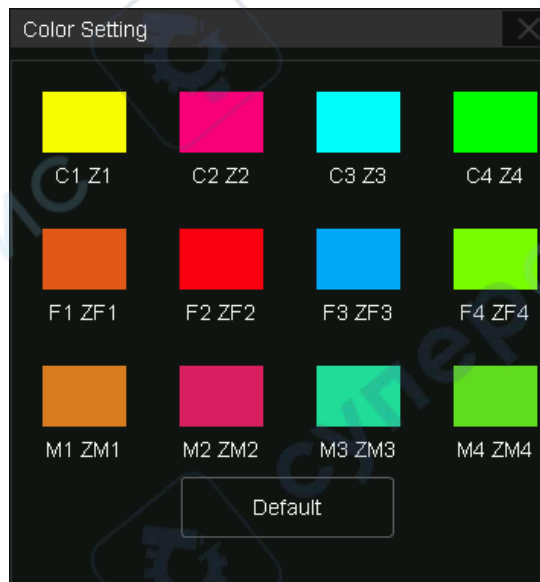 Color Setting
C1 Z1 C2 Z2 C3 Z3 C4 Z4
F1 ZF1 F2 ZF2 F3 ZF3 F4 ZF4
M1 ZM1 M2 ZM2 M3 ZM3 M4 ZM4
Default